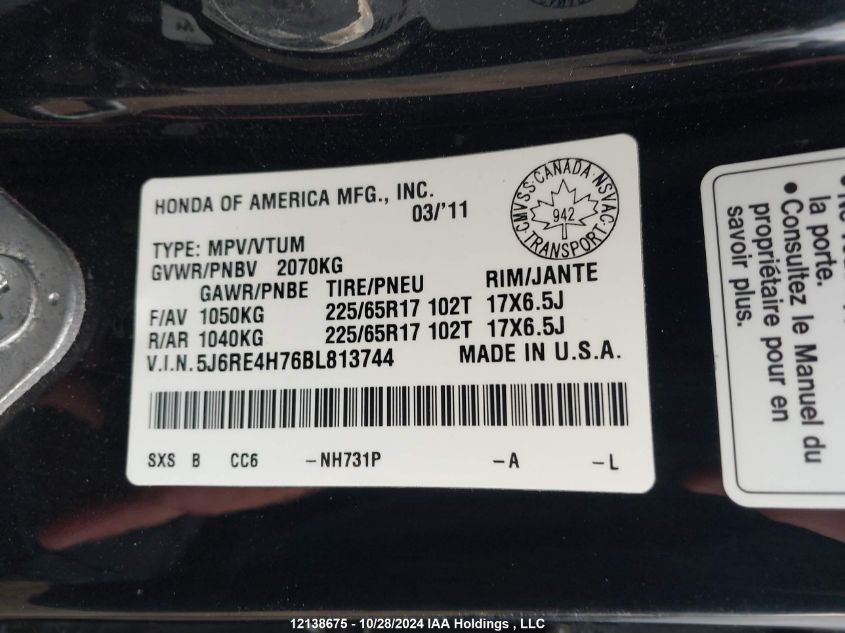 HONDA OF AMERICA MFG., INC.
03/'11
TYPE: MPV/VTUM
GVWR/PNBV 2070KG
GAWR/PNBE TIRE/PNEU RIM/JANTE
F/AV 1050KG 225/65R17 102T 17X6.5J
R/AR 1040KG 225/65R17 102T 17X6.5J
V.I.N. 5J6RE4H76BL813744 MADE IN U.S.A.
SXS B CC6 -NH731P -A -L
CMVSS·CANADA·NSVAC·TRANSPORT·
942
la porte.
• Consultez le Manuel du
propriétaire pour en
savoir plus.
12138675 - 10/28/2024 IAA Holdings , LLC